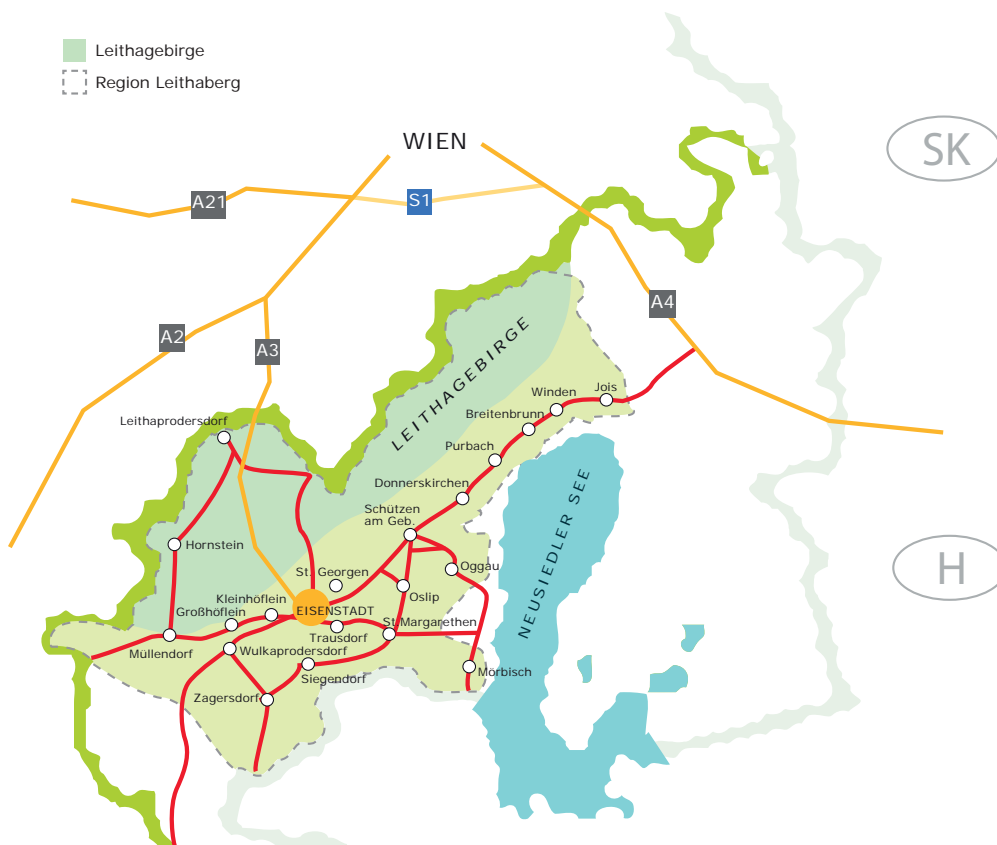 Leithagebirge
Region Leithaberg
WIEN
SK
A21
S1
A4
A2
A3
LEITHAGEBIRGE
Winden
Jois
Breitenbrunn
Leithaprodersdorf
Purbach
Donnerskirchen
Schützen
am Geb.
NEUSIEDLER SEE
Hornstein
H
St. Georgen
Oggau
Kleinhöflein
Großhöflein
EISENSTADT
Oslip
St.Margarethen
Trausdorf
Müllendorf
Wulkaprodersdorf
Siegendorf
Mörbisch
Zagersdorf